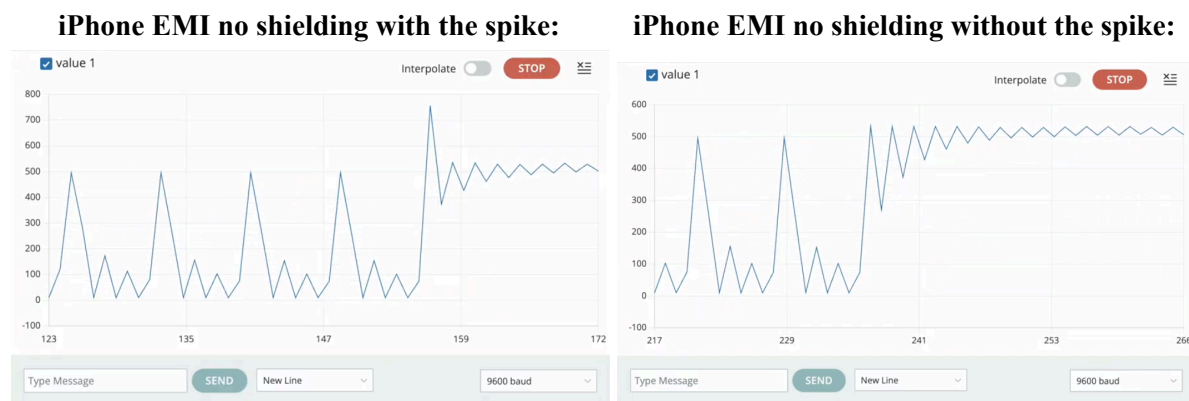 iPhone EMI no shielding with the spike:
value 1
Interpolate
STOP
800
700
600
500
400
300
200
100
0
-100
123
135
147
159
172
Type Message
SEND
New Line
9600 baud
iPhone EMI no shielding without the spike:
value 1
Interpolate
STOP
600
500
400
300
200
100
0
-100
217
229
241
253
266
Type Message
SEND
New Line
9600 baud